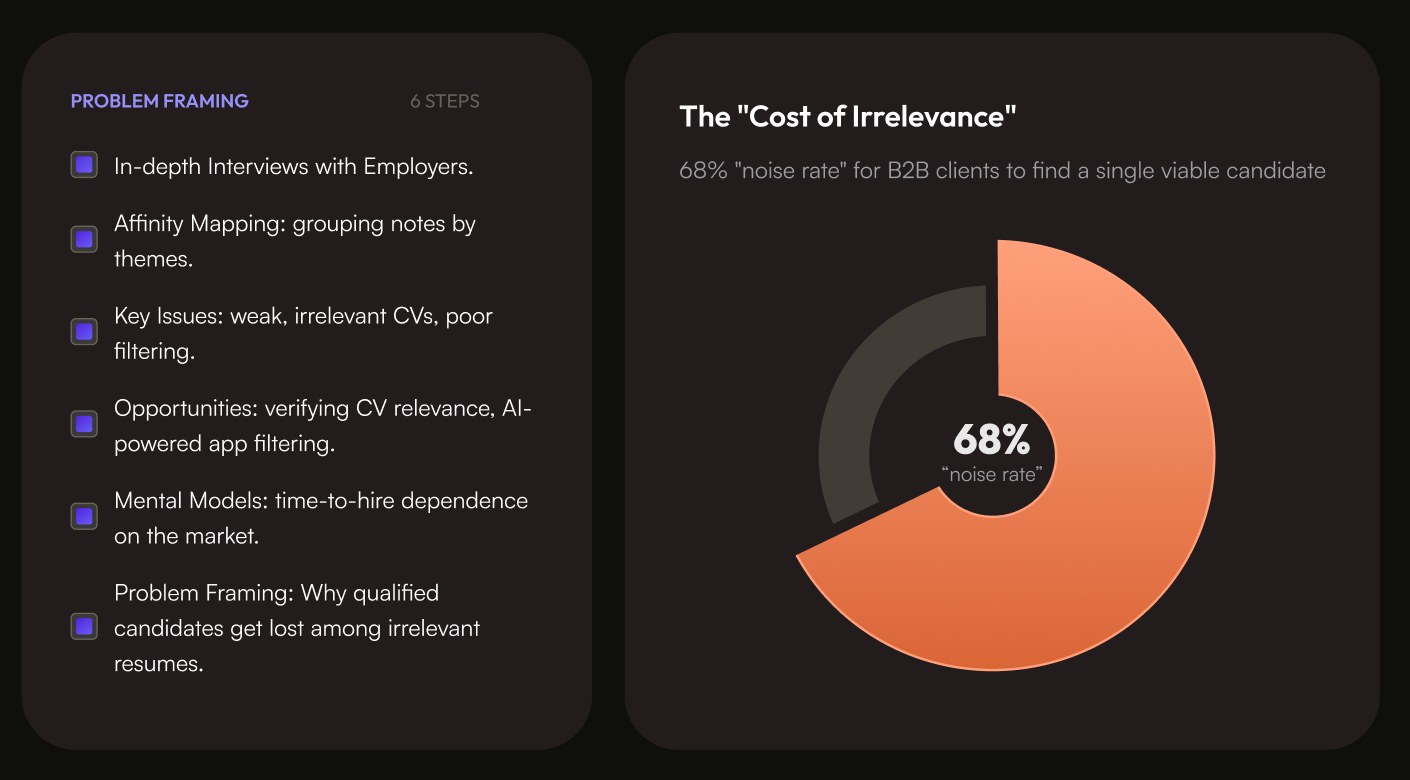 PROBLEM FRAMING
6 STEPS
In-depth Interviews with Employers.
Affinity Mapping: grouping notes by
themes.
Key Issues: weak, irrelevant CVs, poor
filtering.
Opportunities: verifying CV relevance, AI-
powered app filtering.
Mental Models: time-to-hire dependence
on the market.
Problem Framing: Why qualified
candidates get lost among irrelevant
resumes.
The "Cost of Irrelevance"
68% "noise rate" for B2B clients to find a single viable candidate
68%
“noise rate”